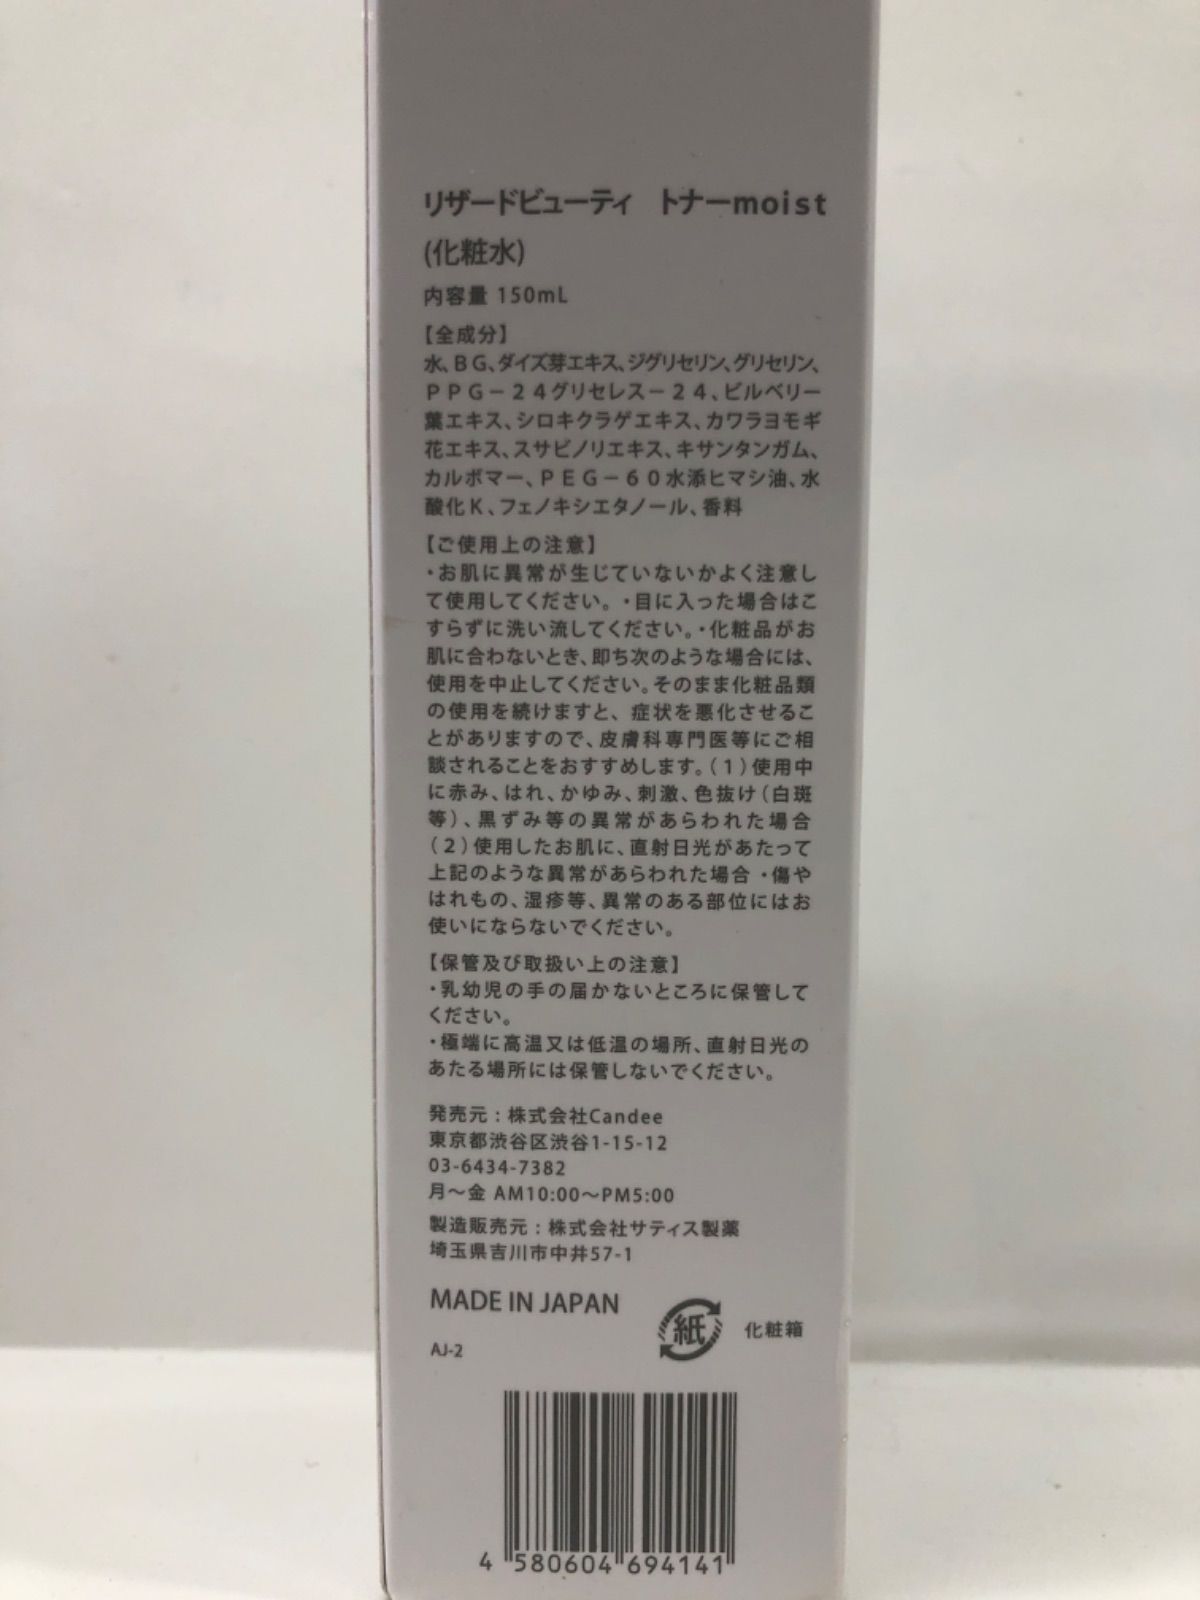 リザードビューティ　トナーmoist
(化粧水)
内容量 150mL
【全成分】
水、ＢＧ、ダイズ芽エキス、ジグリセリン、グリセリン、
ＰＰＧ－２４グリセレス－２４、ビルベリー
葉エキス、シロキクラゲエキス、カワラヨモギ
花エキス、スサビノリエキス、キサンタンガム、
カルボマー、ＰＥＧ－６０水添ヒマシ油、水
酸化Ｋ、フェノキシエタノール、香料
【ご使用上の注意】
・お肌に異常が生じていないかよく注意し
て使用してください。・目に入った場合はこ
すらずに洗い流してください。・化粧品がお
肌に合わないとき、即ち次のような場合には、
使用を中止してください。そのまま化粧品類
の使用を続けますと、症状を悪化させるこ
とがありますので、皮膚科専門医等にご相
談されることをおすすめします。（１）使用中
に赤み、はれ、かゆみ、刺激、色抜け（白斑
等）、黒ずみ等の異常があらわれた場合
（２）使用したお肌に、直射日光があたって
上記のような異常があらわれた場合 ・傷や
はれもの、湿疹等、異常のある部位にはお
使いにならないでください。
【保管及び取扱い上の注意】
・乳幼児の手の届かないところに保管して
ください。
・極端に高温又は低温の場所、直射日光の
あたる場所には保管しないでください。
発売元：株式会社Candee
東京都渋谷区渋谷1-15-12
03-6434-7382
月～金 AM10:00～PM5:00
製造販売元：株式会社サティス製薬
埼玉県吉川市中井57-1
MADE IN JAPAN
紙 化粧箱
AJ-2
4 580604 694141